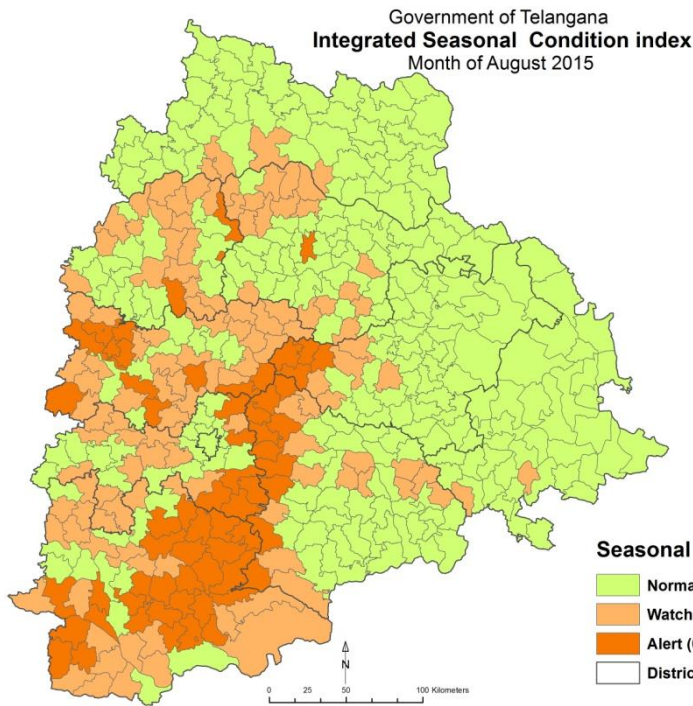 Government of Telangana
Integrated Seasonal Condition index
Month of August 2015
N
0 25 50 100 Kilometers
Seasonal
Norma
Watch
Alert (
Distric